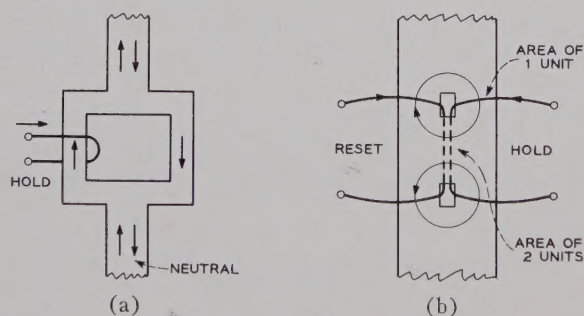 HOLD
NEUTRAL
(a)
AREA OF
1 UNIT
RESET
HOLD
AREA OF
2 UNITS
(b)